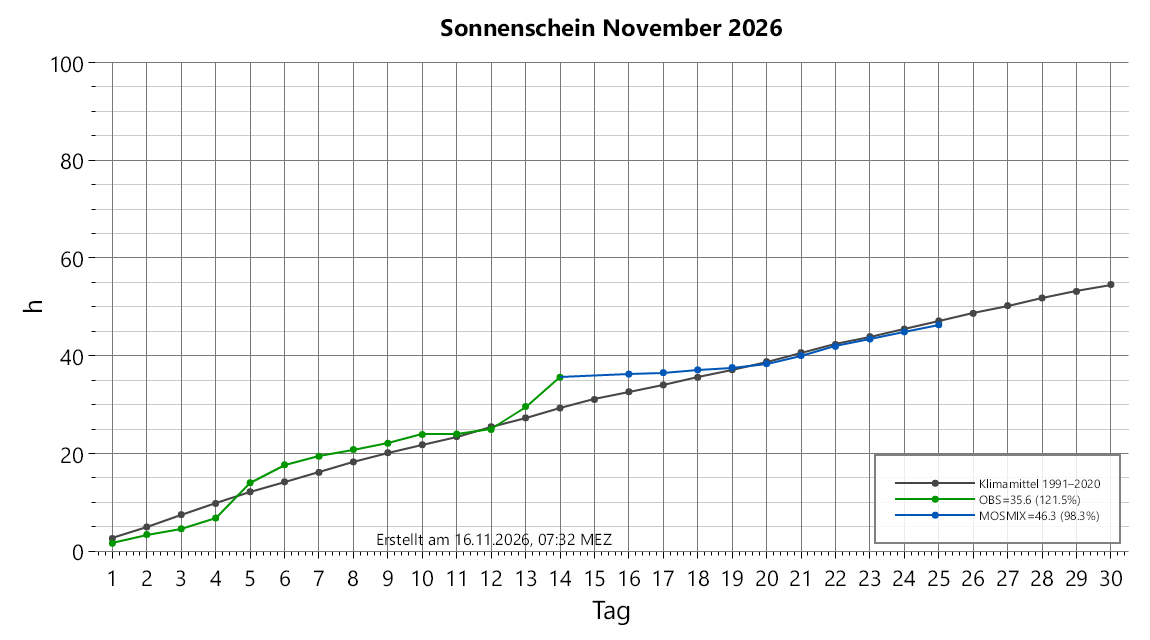 Sonnenschein November 2026
100
80
60
40
20
0
h
Klimamittel 1991–2020
OBS=35.6 (121.5%)
MOSMIX=46.3 (98.3%)
Erstellt am 16.11.2026, 07:32 MEZ
1 2 3 4 5 6 7 8 9 10 11 12 13 14 15 16 17 18 19 20 21 22 23 24 25 26 27 28 29 30
Tag